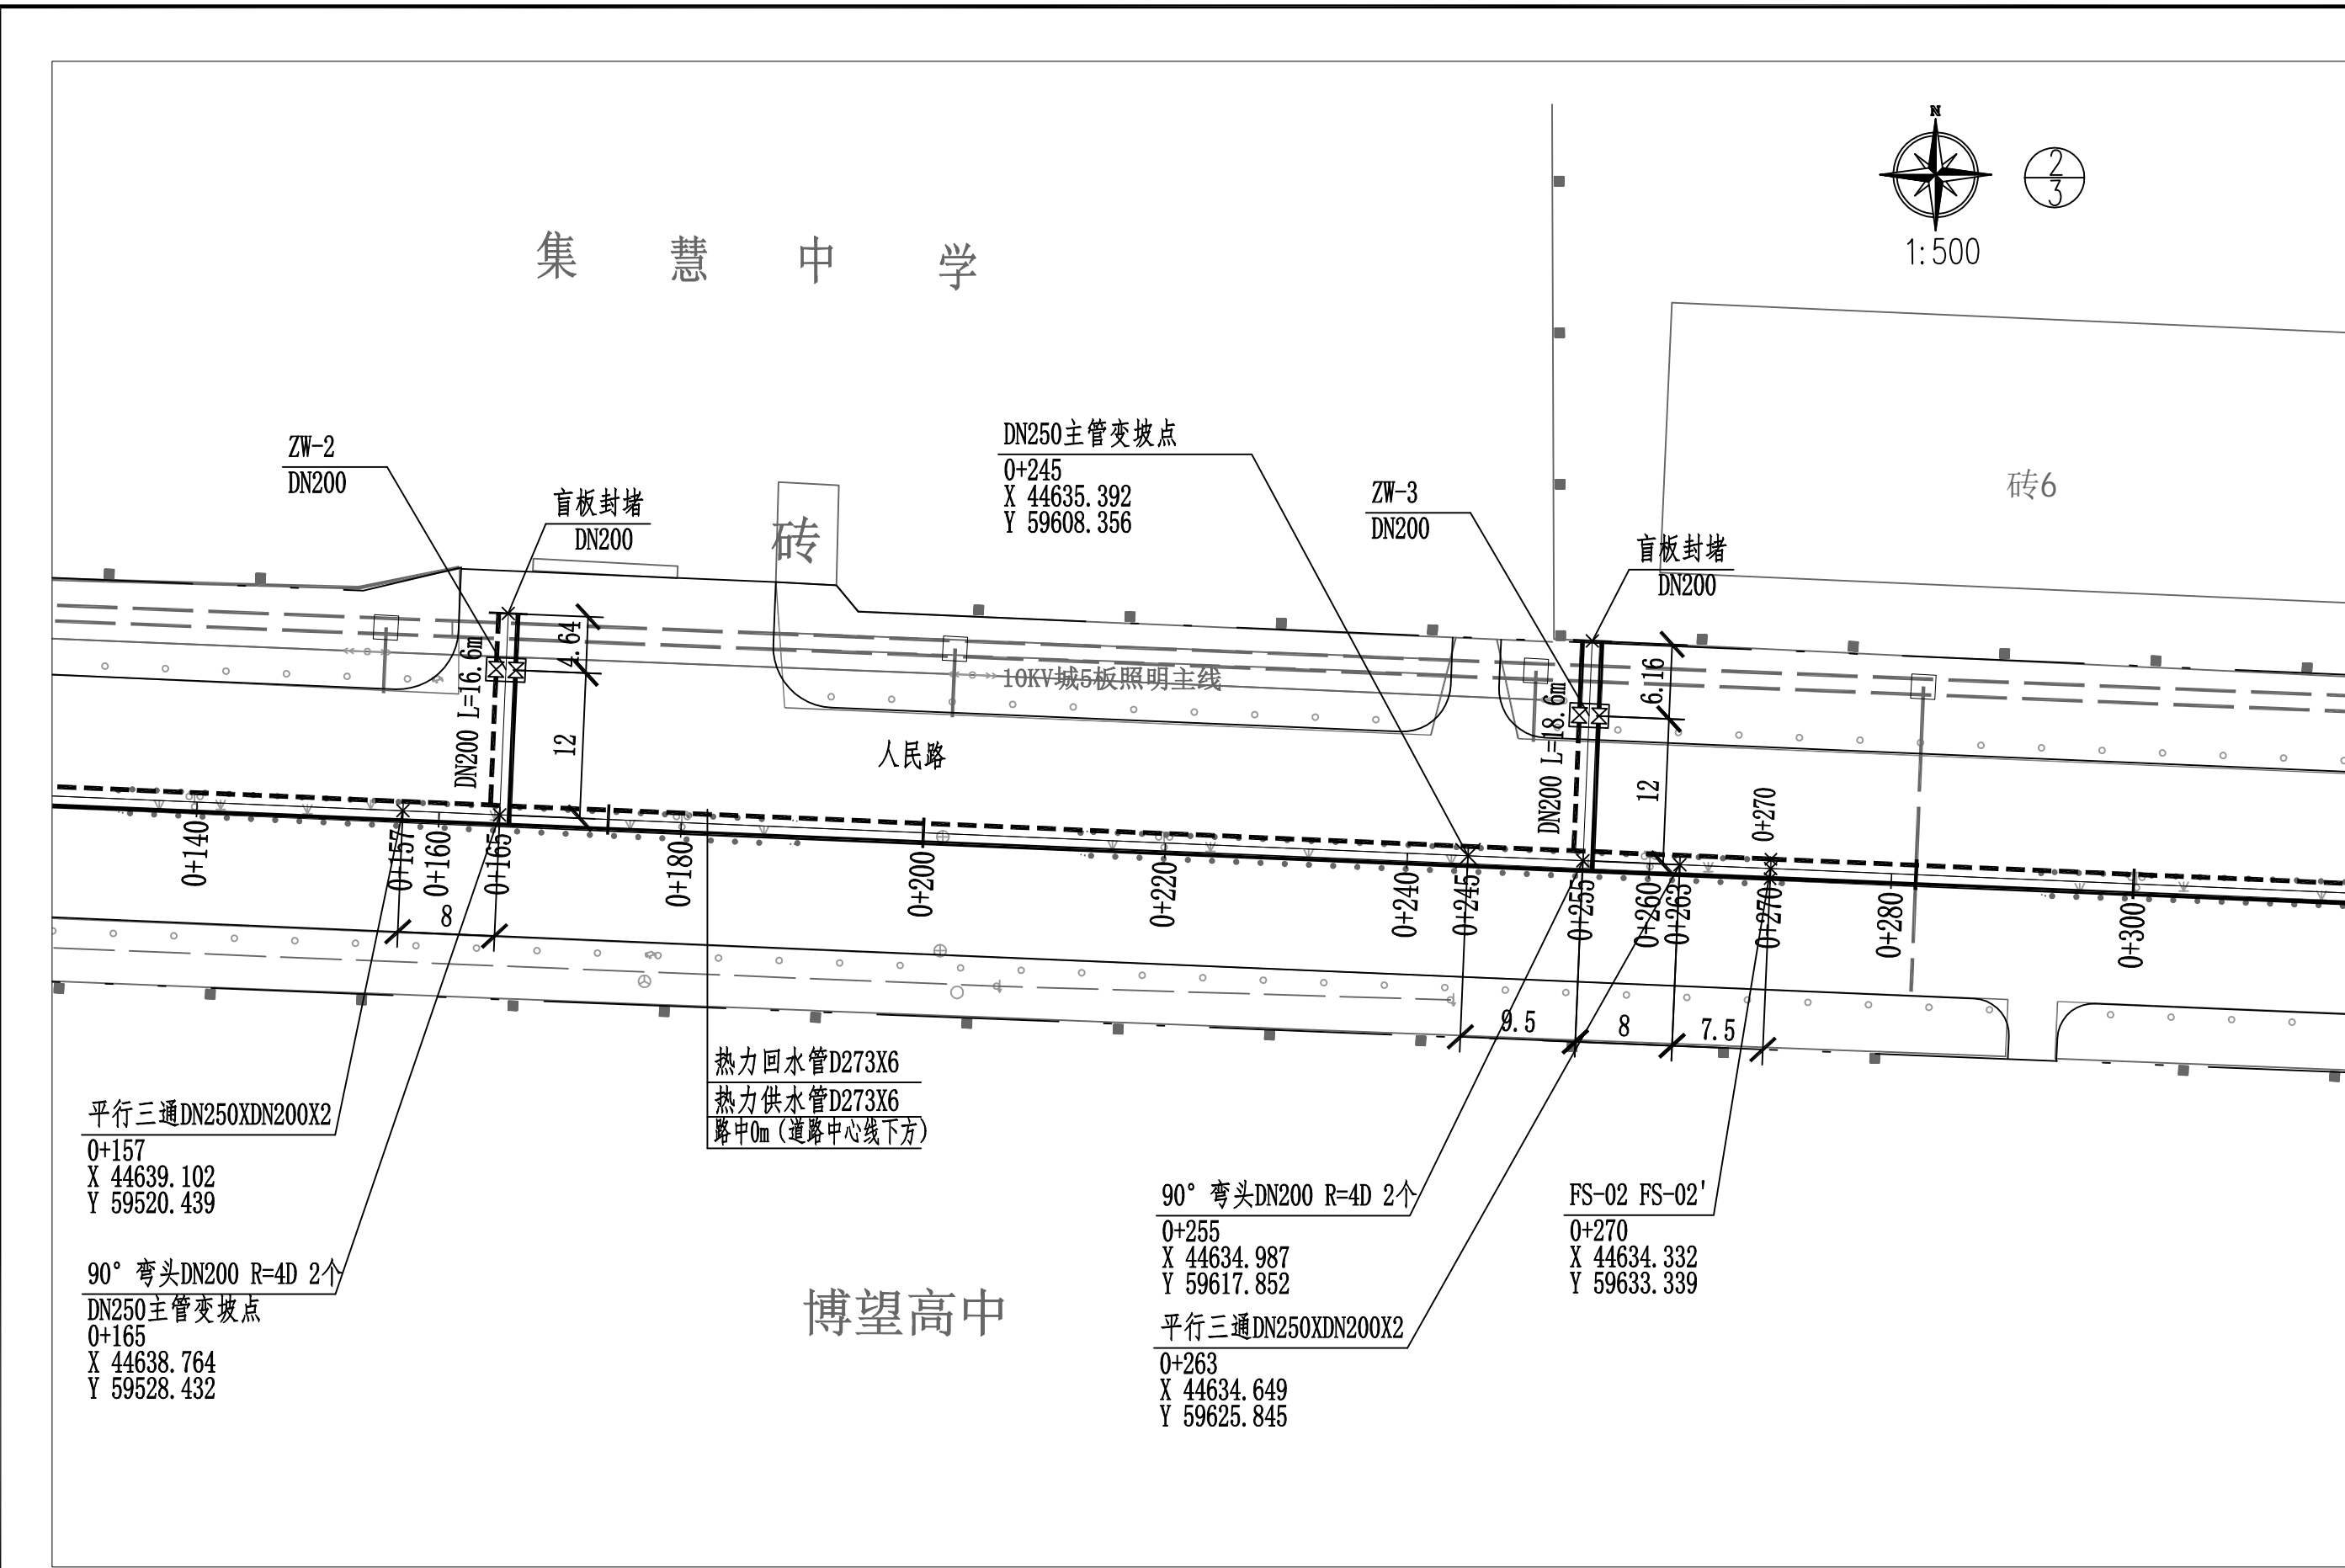 N
2
3
1:500
集 慧 中 学
ZW-2
DN200
盲板封堵
DN200
砖
DN250主管变坡点
0+245
X 44635.392
Y 59608.356
ZW-3
DN200
盲板封堵
DN200
砖6
4.64
DN200 L=16.6m
12
10KV城5板照明主线
人民路
6.16
DN200 L=18.6m
12
0+270
0+140
0+157
0+160
0+165
0+180
0+200
0+220
0+240
0+245
0+255
0+260
0+263
0+270
0+280
0+300
8
9.5
8
7.5
热力回水管D273X6
热力供水管D273X6
路中0m（道路中心线下方）
平行三通DN250XDN200X2
0+157
X 44639.102
Y 59520.439
90° 弯头DN200 R=4D 2个
DN250主管变坡点
0+165
X 44638.764
Y 59528.432
博望高中
90° 弯头DN200 R=4D 2个
0+255
X 44634.987
Y 59617.852
平行三通DN250XDN200X2
0+263
X 44634.649
Y 59625.845
FS-02 FS-02'
0+270
X 44634.332
Y 59633.339